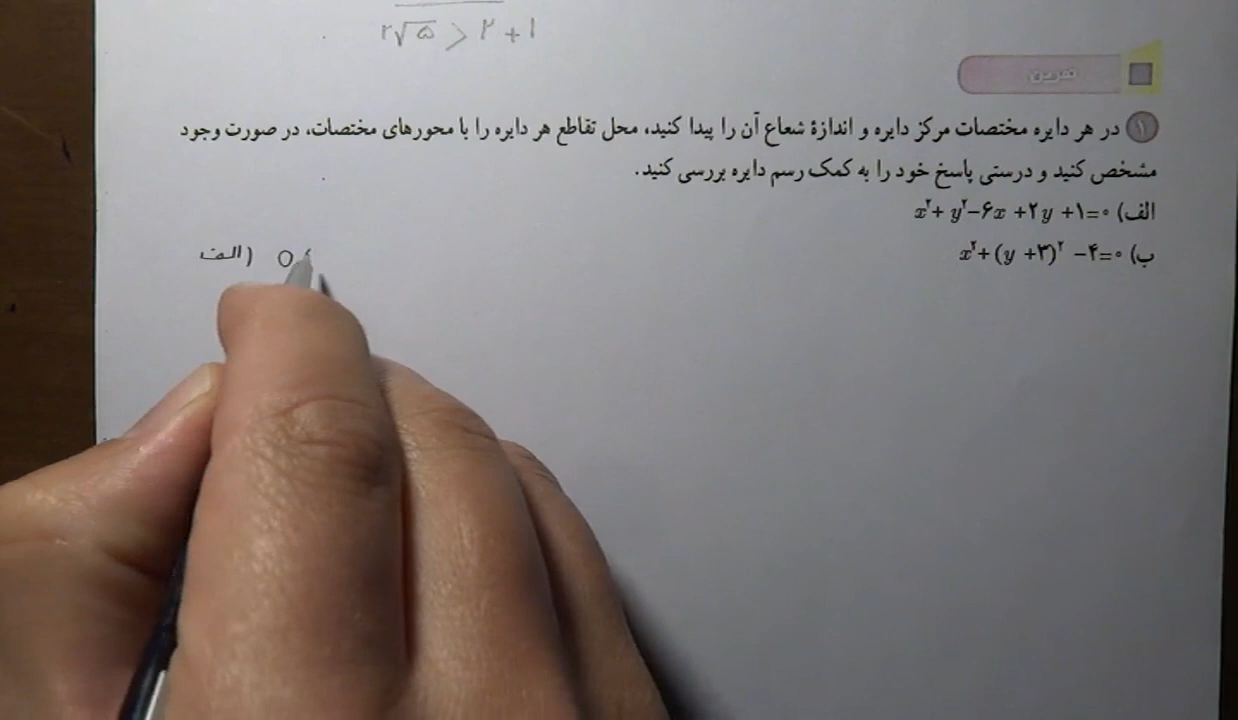 ۲√۵ > ۲ + ۱
تمرین
۱ در هر دایره مختصات مرکز دایره و اندازهٔ شعاع آن را پیدا کنید، محل تقاطع هر دایره را با محورهای مختصات، در صورت وجود
مشخص کنید و درستی پاسخ خود را به کمک رسم دایره بررسی کنید.
الف) x²+ y²−۶x +۲y +۱=۰
ب) x²+ (y +۳)² −۴=۰
الف) O